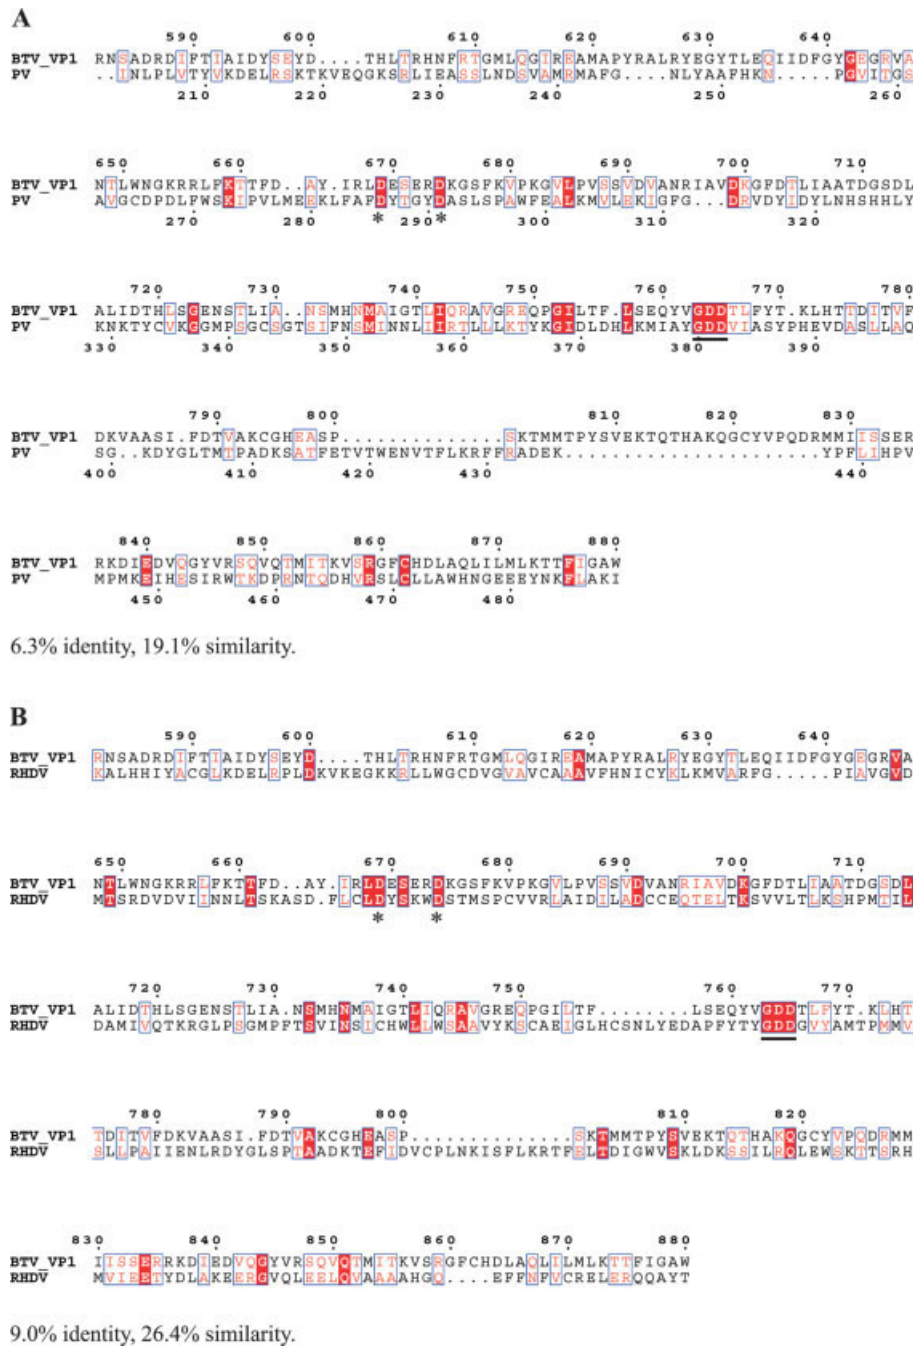 A
590 600 610 620 630 640
BTV_VP1 RNSADRDIFTIAIDYSEYD....THLTRHNFRTGMLQGIREAMAPYRALRYEGYTLEQIIDFGYGEGRVA
PV ..INLPLVTYVKDELRSKTKVEQGKSRLIEASSLNDSVAMRMAFG....NLYAAFHKN.....PGVITGS
210 220 230 240 250 260
650 660 670 680 690 700 710
BTV_VP1 NTLWNGKRRLFKTTFD..AY.IRLDESERDKGSFKVPKGVLPVSSVDVANRIAVDKGFDTLIAATDGSDL
PV AVGCDPDLFWSKIPVLMEEKLFAFDYTGYDASLSPAWFEALKMVLEKIGFG...DRVDYIDYLNHSHHLY
270 280 290 300 310 320
* *
720 730 740 750 760 770 780
BTV_VP1 ALIDTHLSGENSTLIA..NSMHNMAIGTLIQRAVGREQPGILTF.LSEQYVGDDTLFYT.KLHTTDITVF
PV KNKTYCVKGGMPSGCSGTSIFNSMINNLIIRTLLLKTYKGIDLDHLKMIAYGDDVIASYPHEVDASLLAQ
330 340 350 360 370 380 390
790 800 810 820 830
BTV_VP1 DKVAASI.FDTVAKCGHEASP..............SKTMMTPYSVEKTQTHAKQGCYVPQDRMMIISSER
PV SG..KDYGLTMTPADKSATFETVTWENVTFLKRFFRADEK......................YPFLIHPV
400 410 420 430 440
840 850 860 870 880
BTV_VP1 RKDIEDVQGYVRSQVQTMITKVSRGFCHDLAQLILMLKTTFIGAW
PV MPMKEIHESIRWTKDPRNTQDHVRSLCLLAWHNGEEEYNKFLAKI
450 460 470 480
6.3% identity, 19.1% similarity.
B
590 600 610 620 630 640
BTV_VP1 RNSADRDIFTIAIDYSEYD....THLTRHNFRTGMLQGIREAMAPYRALRYEGYTLEQIIDFGYGEGRVA
RHDV KALHHIYACGLKDELRPLDKVKEGKKRLLWGCDVGVAVCAAAVFHNICYKLKMVARFG.....PIAVGVD
650 660 670 680 690 700 710
BTV_VP1 NTLWNGKRRLFKTTFD..AY.IRLDESERDKGSFKVPKGVLPVSSVDVANRIAVDKGFDTLIAATDGSDL
RHDV MTSRDVDVIINNLTSKASD.FLCLDYSKWDSTMSPCVVRLAIDILADCCEQTELTKSVVLTLKSHPMTIL
* *
720 730 740 750 760 770
BTV_VP1 ALIDTHLSGENSTLIA.NSMHNMAIGTLIQRAVGREQPGILTF........LSEQYVGDDTLFYT.KLHT
RHDV DAMIVQTKRGLPSGMPFTSVINSICHWLLWSAAVYKSCAEIGLHCSNLYEDAPFYTYGDDGVYAMTPMMV
780 790 800 810 820
BTV_VP1 TDITVFDKVAASI.FDTVAKCGHEASP..............SKTMMTPYSVEKTQTHAKQGCYVPQDRMM
RHDV SLLPAIIENLRDYGLSPTAADKTEFIDVCPLNKISFLKRTFELTDIGWVSKLDKSSILRQLEWSKTTSRH
830 840 850 860 870 880
BTV_VP1 IISSERRKDIEDVQGYVRSQVQTMITKVSRGFCHDLAQLILMLKTTFIGAW
RHDV MVIEETYDLAKEERGVQLEELQVAAAAHGQ....EFFNFVCRELERQQAYT
9.0% identity, 26.4% similarity.